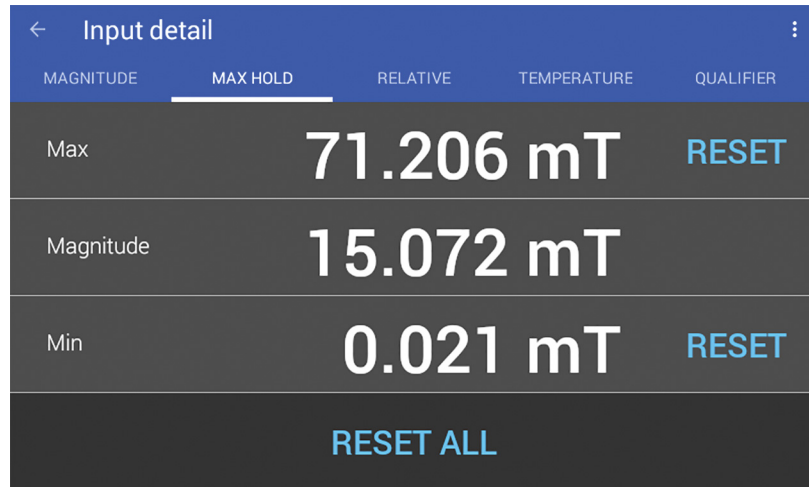 Input detail
MAGNITUDE MAX HOLD RELATIVE TEMPERATURE QUALIFIER
Max 71.206 mT RESET
Magnitude 15.072 mT
Min 0.021 mT RESET
RESET ALL